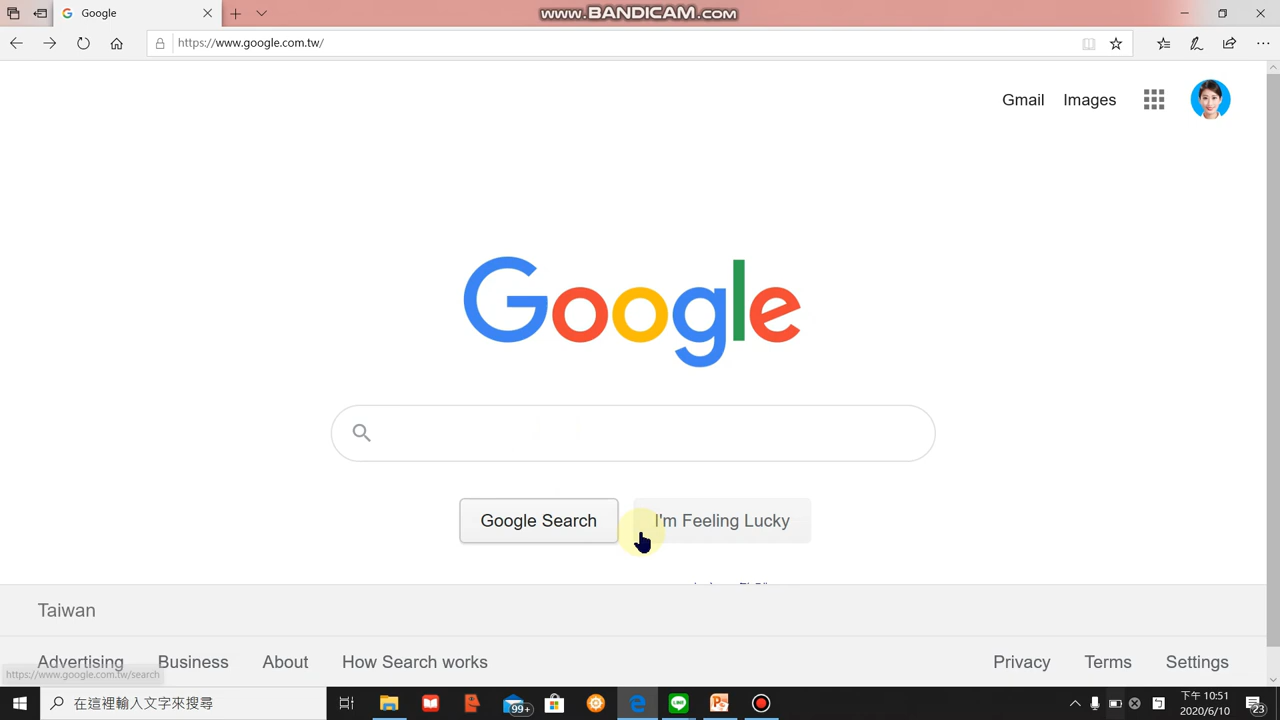 Google
www.BANDICAM.com
https://www.google.com.tw/
Gmail Images
Google
Google Search I'm Feeling Lucky
Taiwan
Advertising Business About How Search works Privacy Terms Settings
https://www.google.com.tw/search
在這裡輸入文字來搜尋
99+
下午 10:51
2020/6/10
23